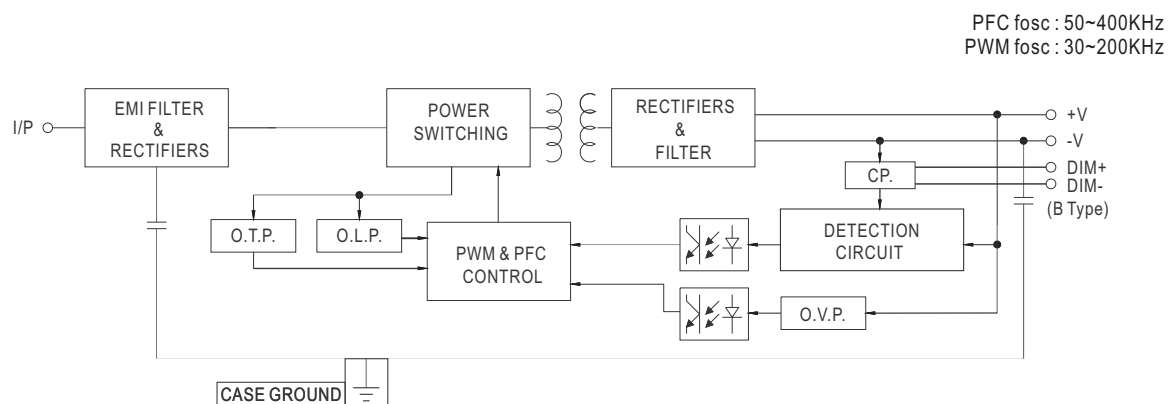 PFC fosc : 50~400KHz
PWM fosc : 30~200KHz
I/P
EMI FILTER
&
RECTIFIERS
POWER
SWITCHING
RECTIFIERS
&
FILTER
+V
-V
DIM+
DIM-
(B Type)
CP.
O.T.P.
O.L.P.
PWM & PFC
CONTROL
DETECTION
CIRCUIT
O.V.P.
CASE GROUND